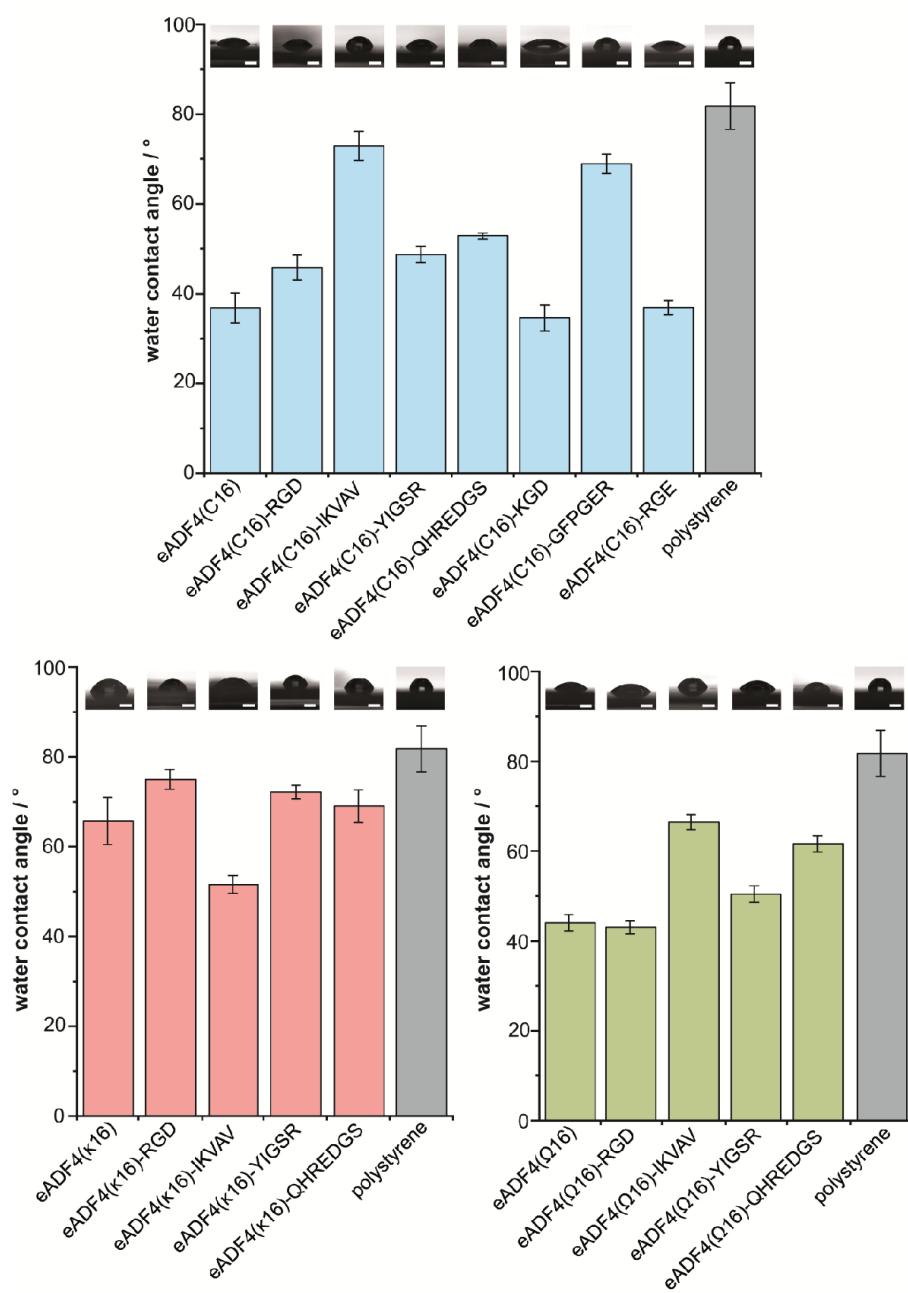 100
80
60
40
20
0
water contact angle / °
eADF4(C16)
eADF4(C16)-RGD
eADF4(C16)-IKVAV
eADF4(C16)-YIGSR
eADF4(C16)-QHREDGS
eADF4(C16)-KGD
eADF4(C16)-GFPGER
eADF4(C16)-RGE
polystyrene
100
80
60
40
20
0
water contact angle / °
eADF4(κ16)
eADF4(κ16)-RGD
eADF4(κ16)-IKVAV
eADF4(κ16)-YIGSR
eADF4(κ16)-QHREDGS
polystyrene
100
80
60
40
20
0
water contact angle / °
eADF4(Ω16)
eADF4(Ω16)-RGD
eADF4(Ω16)-IKVAV
eADF4(Ω16)-YIGSR
eADF4(Ω16)-QHREDGS
polystyrene